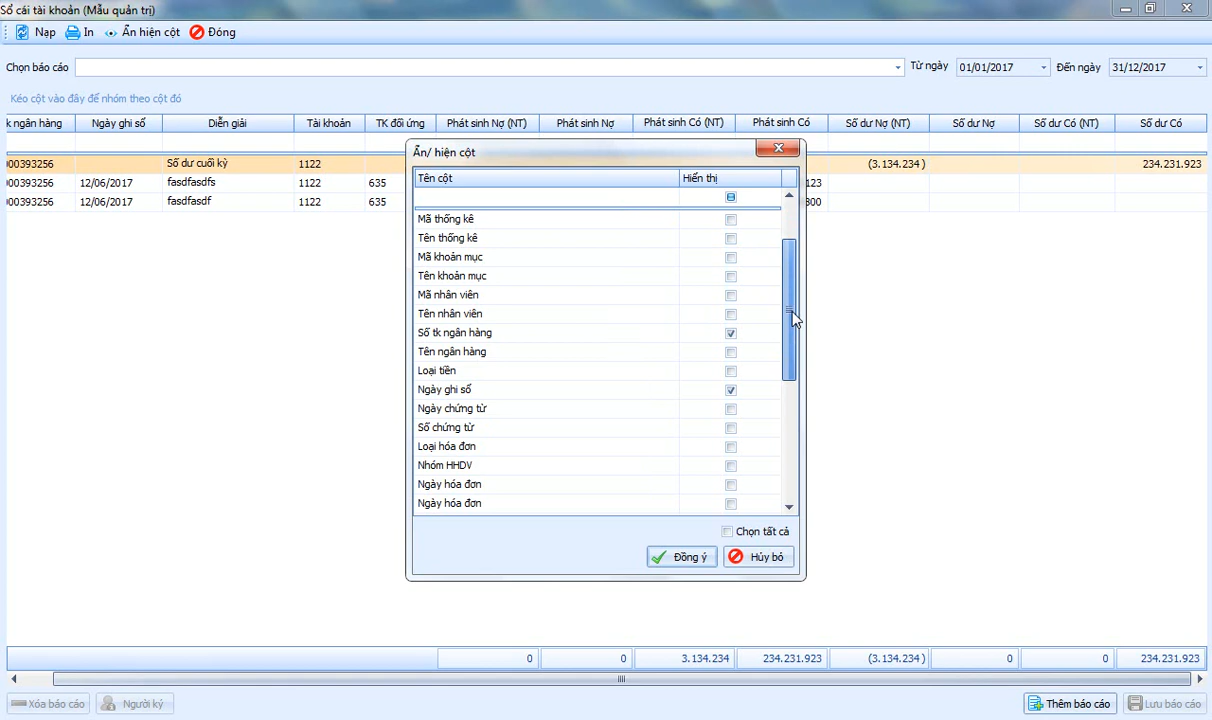 Sổ cái tài khoản (Mẫu quản trị)
Nạp In Ẩn hiện cột Đóng
Chọn báo cáo Từ ngày 01/01/2017 Đến ngày 31/12/2017
Kéo cột vào đây để nhóm theo cột đó
k ngân hàng Ngày ghi sổ Diễn giải Tài khoản TK đối ứng Phát sinh Nợ (NT) Phát sinh Nợ Phát sinh Có (NT) Phát sinh Có Số dư Nợ (NT) Số dư Nợ Số dư Có (NT) Số dư Có
000393256 Số dư cuối kỳ 1122 (3.134.234) 234.231.923
000393256 12/06/2017 fasdfasdfs 1122 635 123
000393256 12/06/2017 fasdfasdf 1122 635 800
Ẩn/ hiện cột
Tên cột Hiển thị
Mã thống kê
Tên thống kê
Mã khoản mục
Tên khoản mục
Mã nhân viên
Tên nhân viên
Số tk ngân hàng
Tên ngân hàng
Loại tiền
Ngày ghi sổ
Ngày chứng từ
Số chứng từ
Loại hóa đơn
Nhóm HHDV
Ngày hóa đơn
Ngày hóa đơn
Chọn tất cả
Đồng ý Hủy bỏ
0 0 3.134.234 234.231.923 (3.134.234) 0 0 234.231.923
Xóa báo cáo Người ký Thêm báo cáo Lưu báo cáo